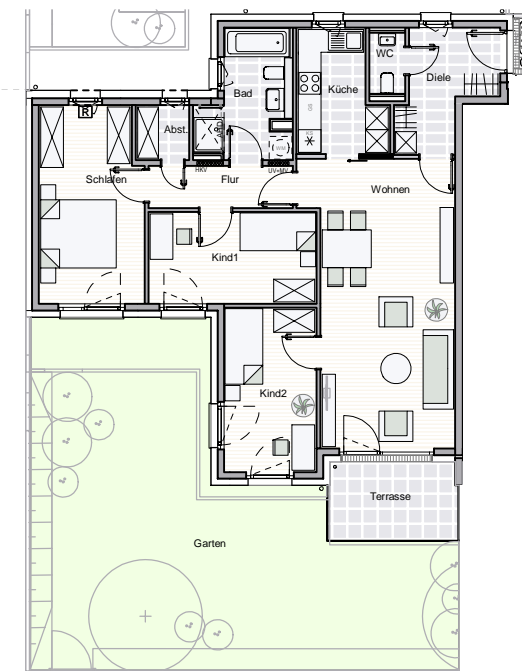 WC
Diele
Bad
Küche
R
Abst.
HKV
UV+MV
Schlafen
Flur
Wohnen
Kind1
Kind2
Terrasse
Garten